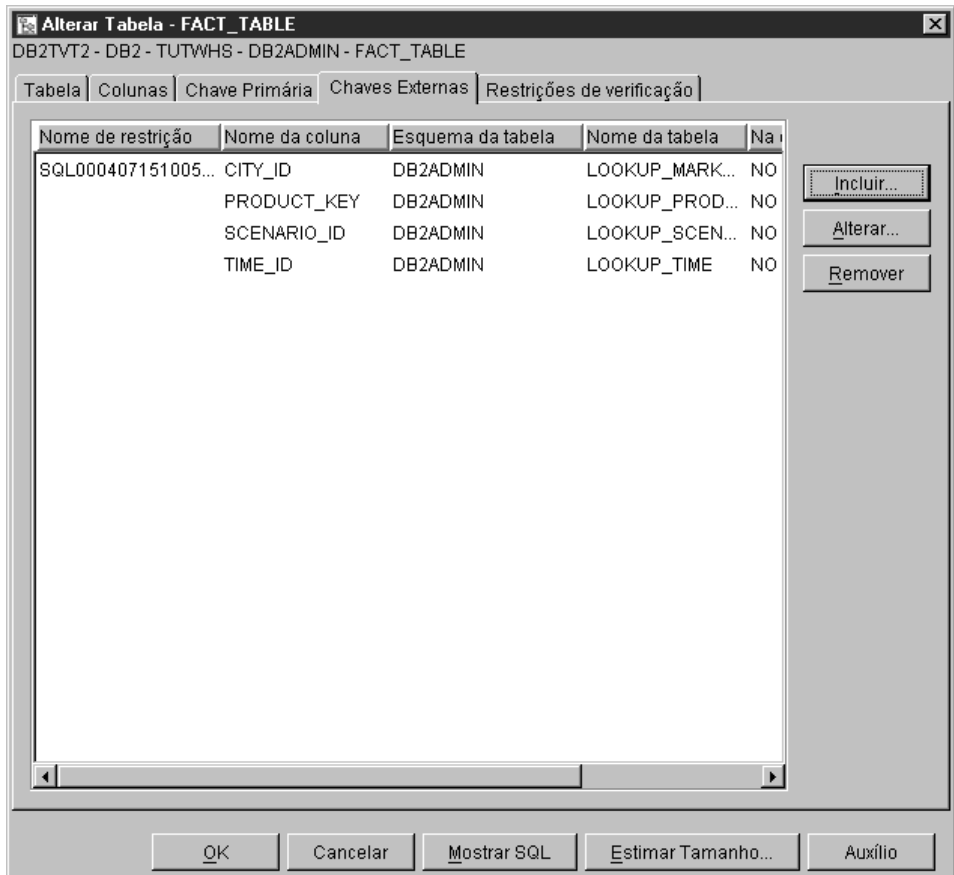 Alterar Tabela - FACT_TABLE
DB2TVT2 - DB2 - TUTWHS - DB2ADMIN - FACT_TABLE
Tabela Colunas Chave Primária Chaves Externas Restrições de verificação
Nome de restrição Nome da coluna Esquema da tabela Nome da tabela Na
SQL000407151005... CITY_ID DB2ADMIN LOOKUP_MARK... NO
PRODUCT_KEY DB2ADMIN LOOKUP_PROD... NO
SCENARIO_ID DB2ADMIN LOOKUP_SCEN... NO
TIME_ID DB2ADMIN LOOKUP_TIME NO
Incluir...
Alterar...
Remover
OK Cancelar Mostrar SQL Estimar Tamanho... Auxílio